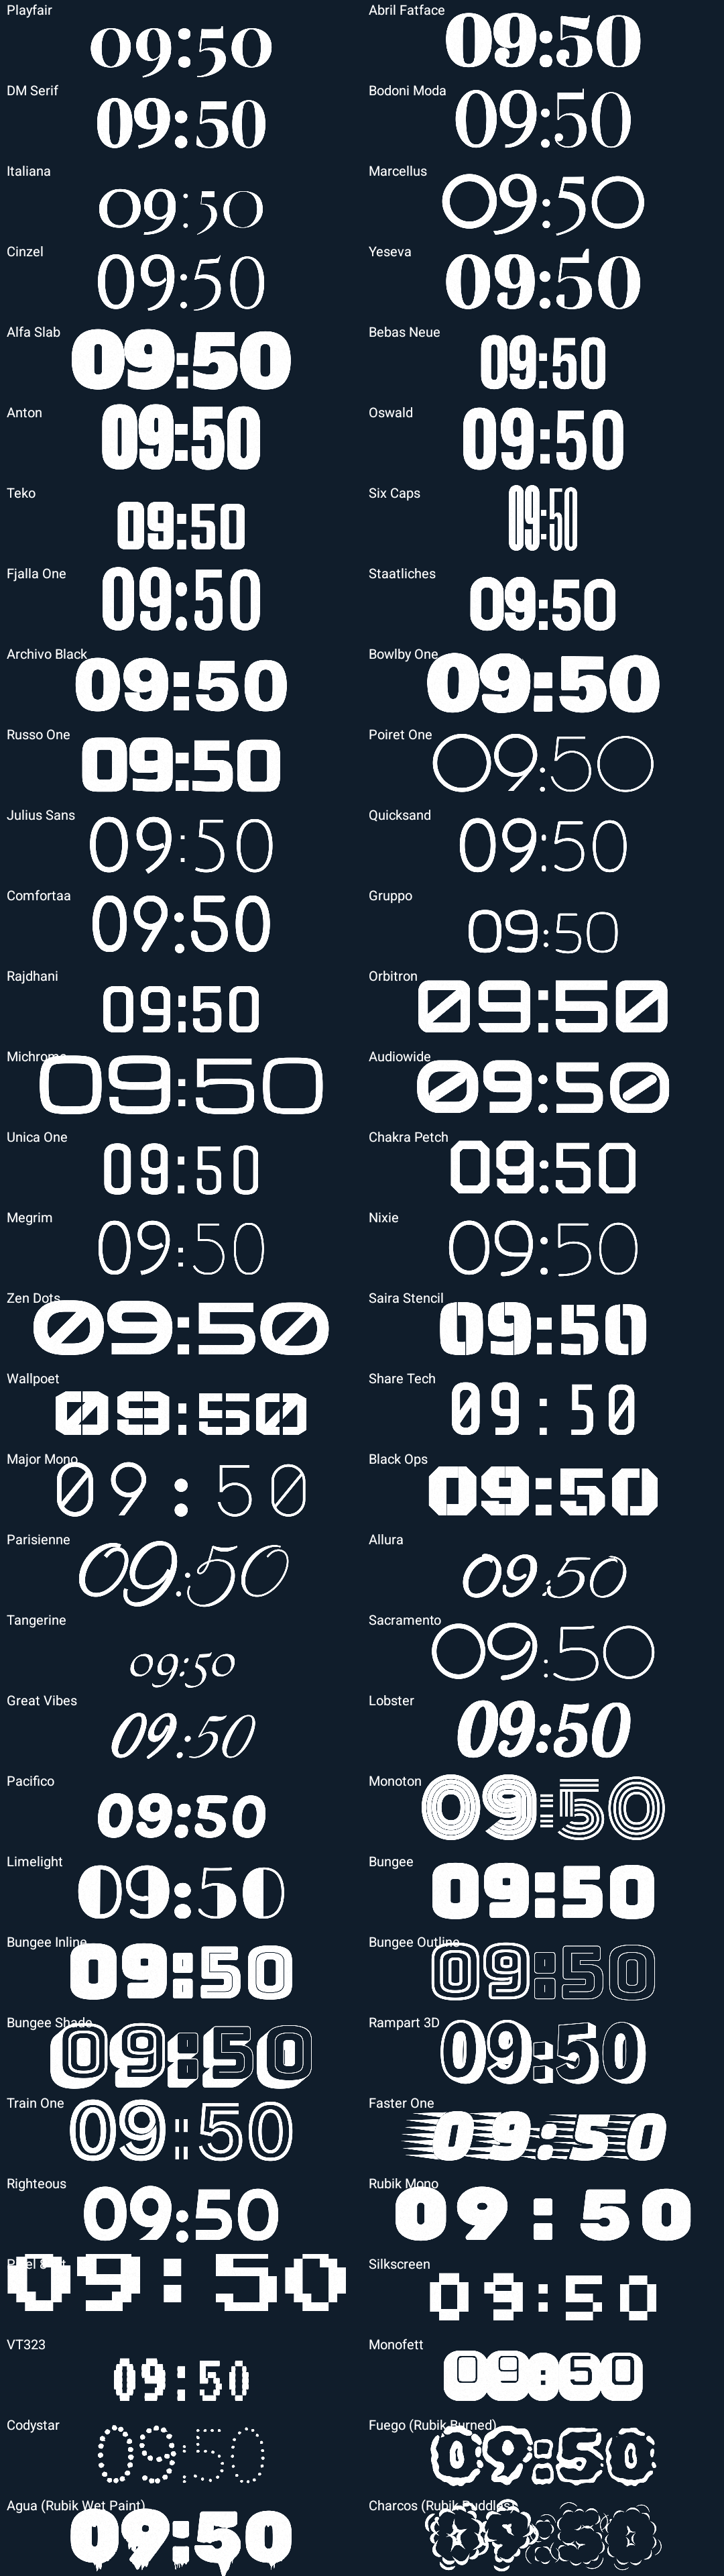 Playfair Abril Fatface
09:50 09:50
DM Serif Bodoni Moda
09:50 09:50
Italiana Marcellus
09:50 09:50
Cinzel Yeseva
09:50 09:50
Alfa Slab Bebas Neue
09:50 09:50
Anton Oswald
09:50 09:50
Teko Six Caps
09:50 09:50
Fjalla One Staatliches
09:50 09:50
Archivo Black Bowlby One
09:50 09:50
Russo One Poiret One
09:50 09:50
Julius Sans Quicksand
09:50 09:50
Comfortaa Gruppo
09:50 09:50
Rajdhani Orbitron
09:50 09:50
Michroma Audiowide
09:50 09:50
Unica One Chakra Petch
09:50 09:50
Megrim Nixie
09:50 09:50
Zen Dots Saira Stencil
09:50 09:50
Wallpoet Share Tech
09:50 09:50
Major Mono Black Ops
09:50 09:50
Parisienne Allura
09:50 09:50
Tangerine Sacramento
09:50 09:50
Great Vibes Lobster
09:50 09:50
Pacifico Monoton
09:50 09:50
Limelight Bungee
09:50 09:50
Bungee Inline Bungee Outline
09:50 09:50
Bungee Shade Rampart 3D
09:50 09:50
Train One Faster One
09:50 09:50
Righteous Rubik Mono
09:50 09:50
Silkscreen
09:50 09:50
VT323 Monofett
09:50 09:50
Codystar Fuego (Rubik Burned)
09:50 09:50
Agua (Rubik Wet Paint) Charcos (Rubik Puddles)
09:50 09:50